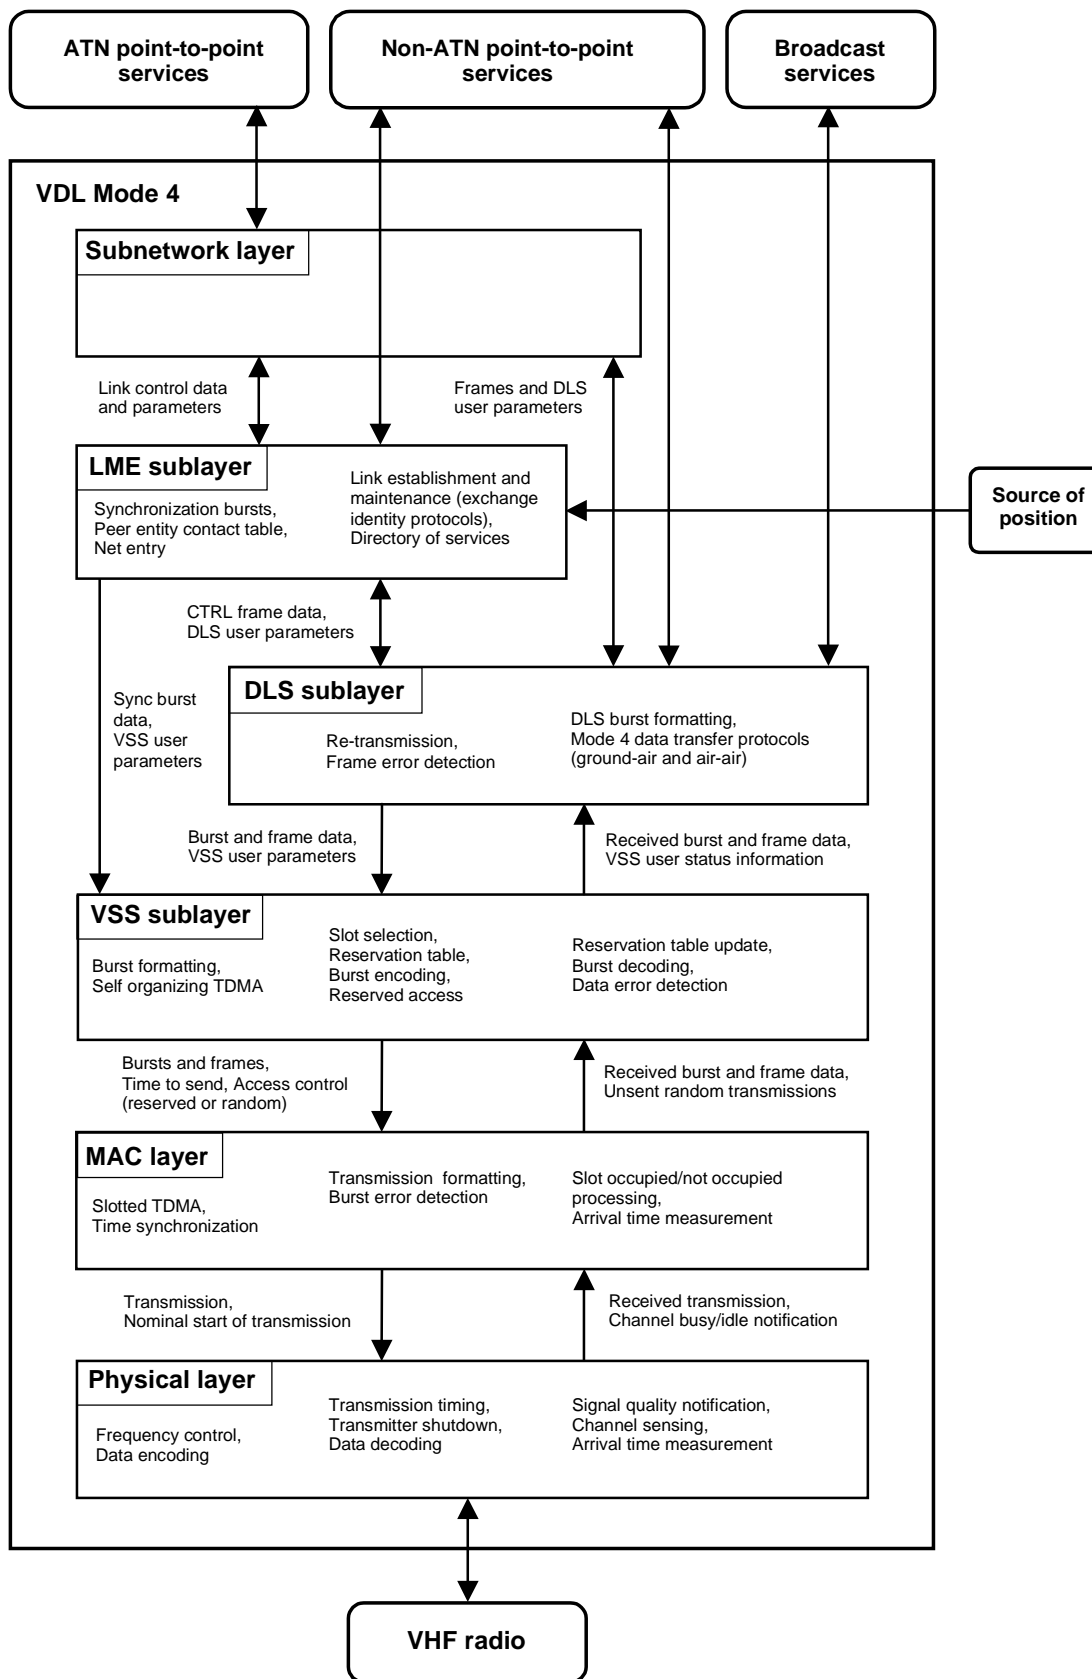 ATN point-to-point
services
Non-ATN point-to-point
services
Broadcast
services
VDL Mode 4
Subnetwork layer
Link control data
and parameters
Frames and DLS
user parameters
LME sublayer
Synchronization bursts,
Peer entity contact table,
Net entry
Link establishment and
maintenance (exchange
identity protocols),
Directory of services
Source of
position
CTRL frame data,
DLS user parameters
Sync burst
data,
VSS user
parameters
DLS sublayer
Re-transmission,
Frame error detection
DLS burst formatting,
Mode 4 data transfer protocols
(ground-air and air-air)
Burst and frame data,
VSS user parameters
Received burst and frame data,
VSS user status information
VSS sublayer
Burst formatting,
Self organizing TDMA
Slot selection,
Reservation table,
Burst encoding,
Reserved access
Reservation table update,
Burst decoding,
Data error detection
Bursts and frames,
Time to send, Access control
(reserved or random)
Received burst and frame data,
Unsent random transmissions
MAC layer
Slotted TDMA,
Time synchronization
Transmission formatting,
Burst error detection
Slot occupied/not occupied
processing,
Arrival time measurement
Transmission,
Nominal start of transmission
Received transmission,
Channel busy/idle notification
Physical layer
Frequency control,
Data encoding
Transmission timing,
Transmitter shutdown,
Data decoding
Signal quality notification,
Channel sensing,
Arrival time measurement
VHF radio